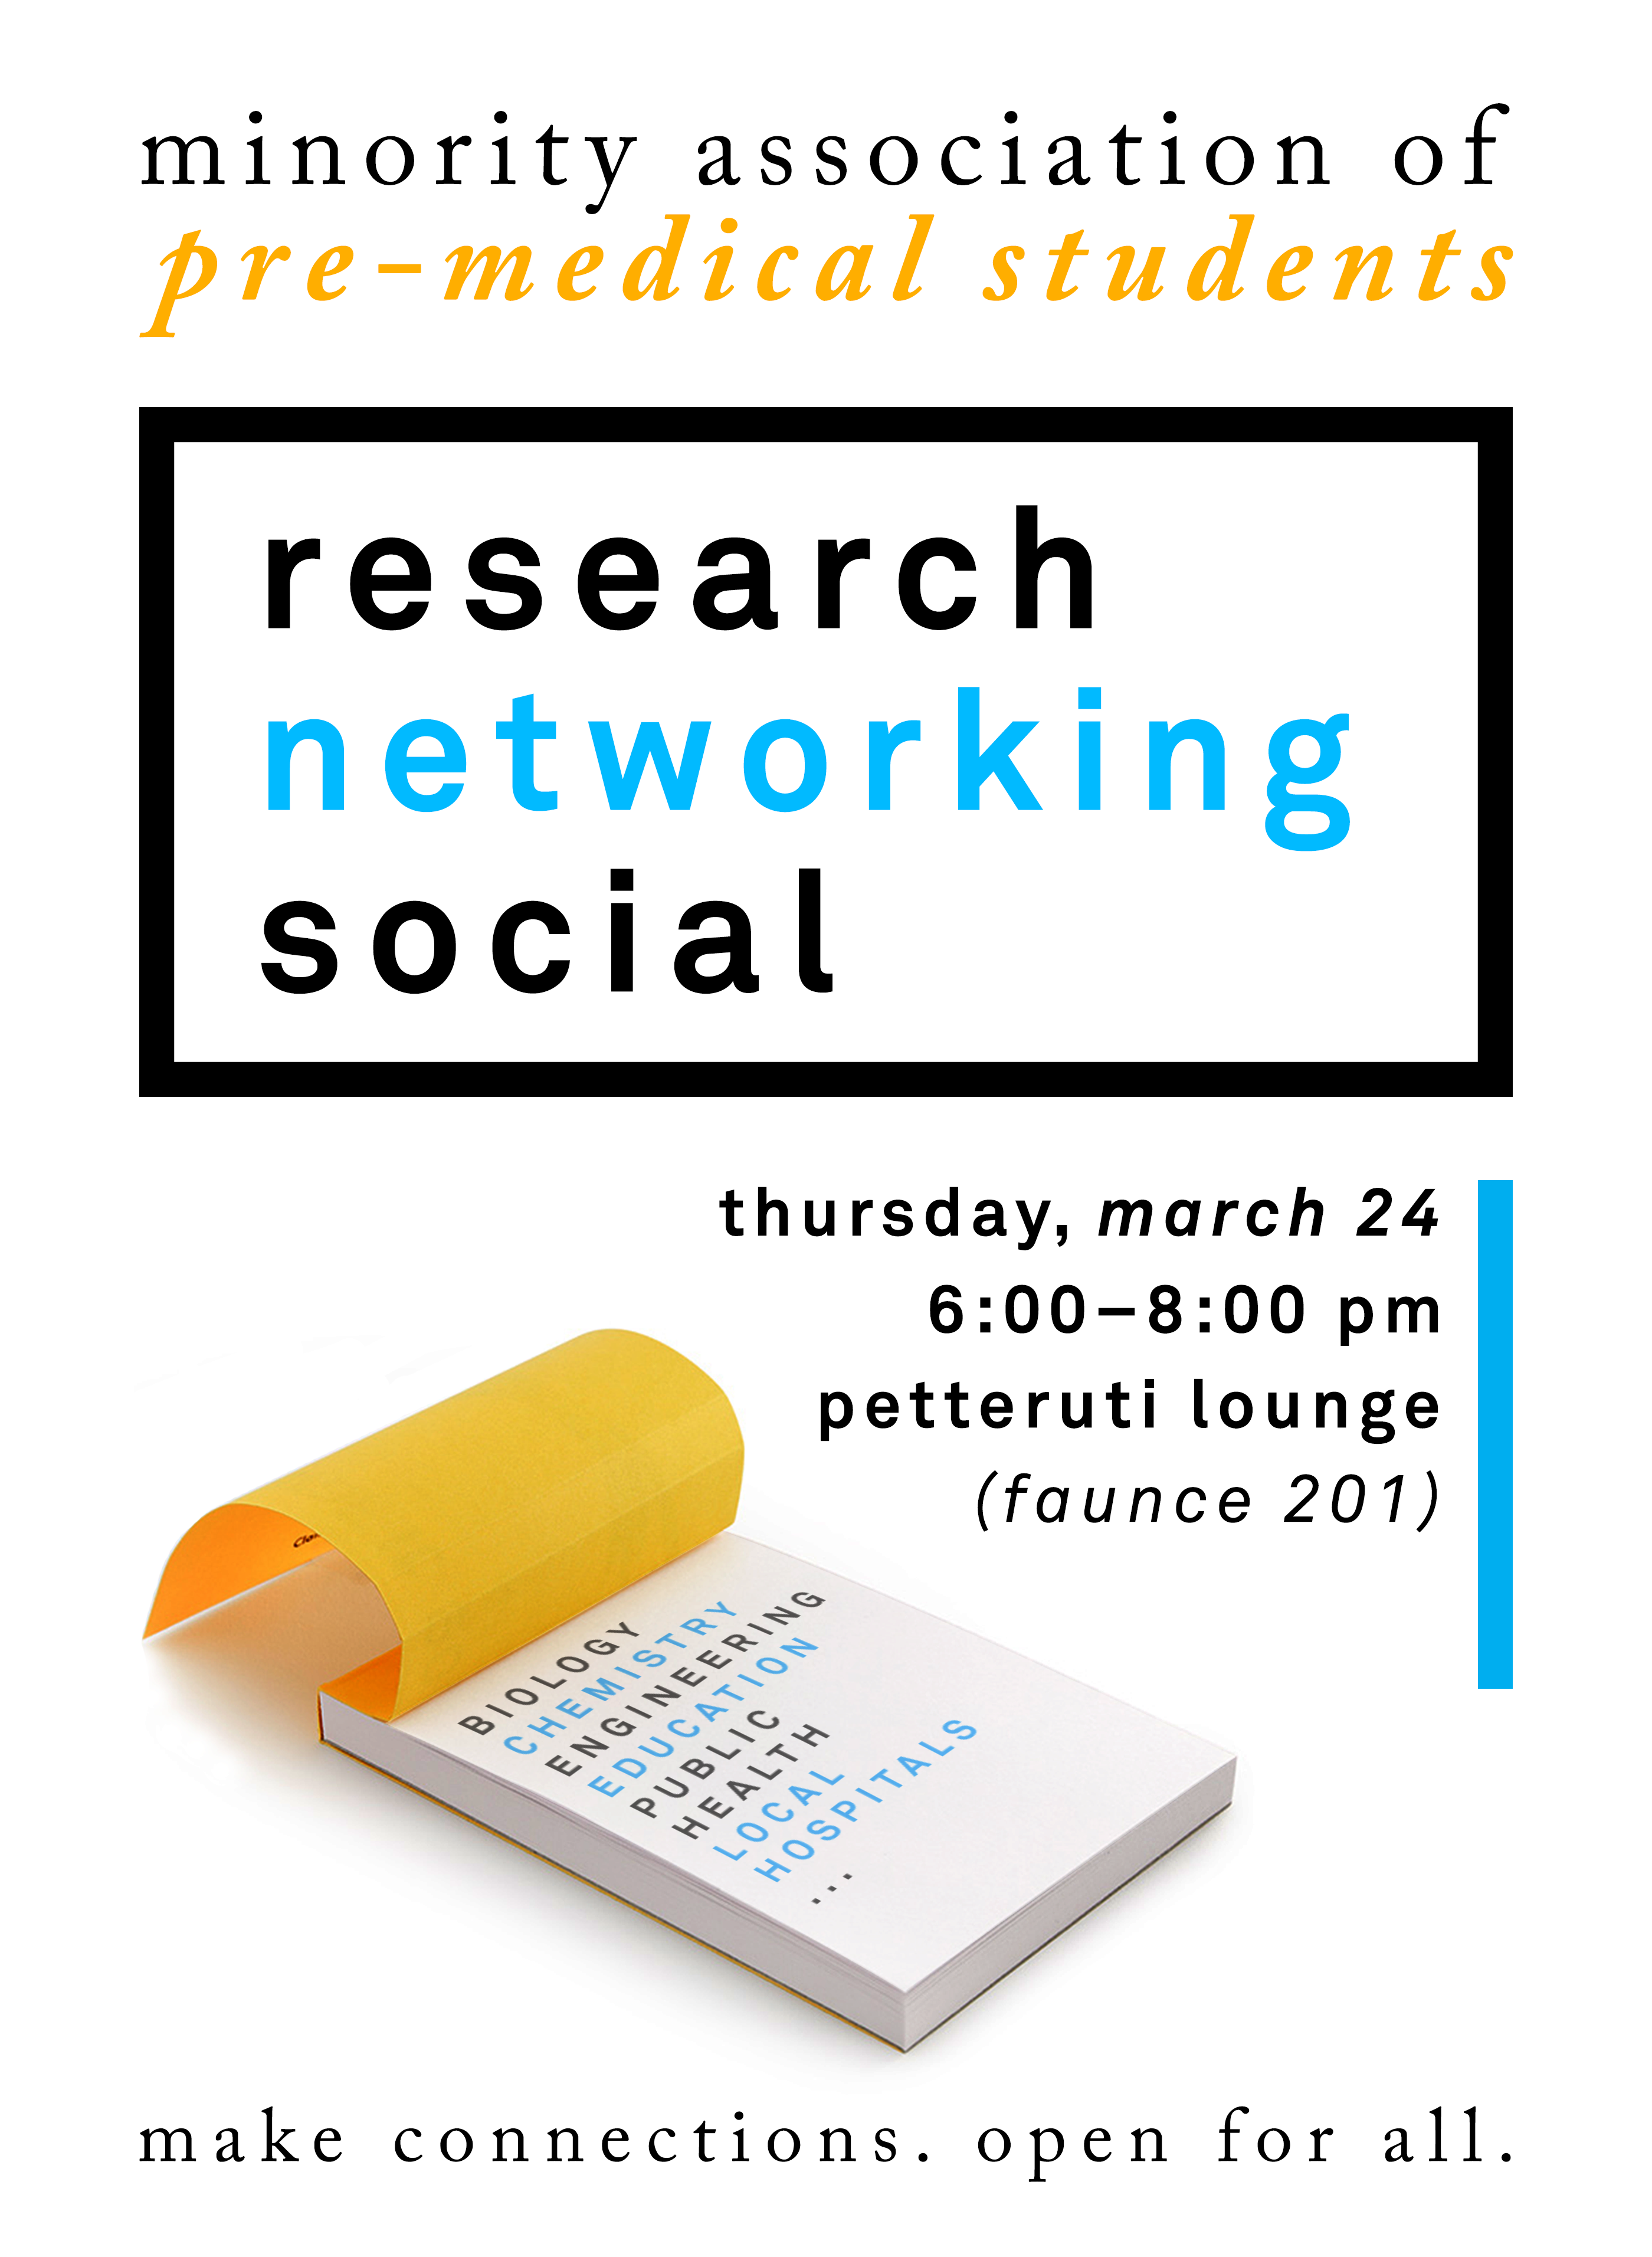 minority association of
pre-medical students
research
networking
social
thursday, march 24
6:00–8:00 pm
petteruti lounge
(faunce 201)
BIOLOGY
CHEMISTRY
ENGINEERING
EDUCATION
PUBLIC
HEALTH
LOCAL
HOSPITALS
...
make connections. open for all.